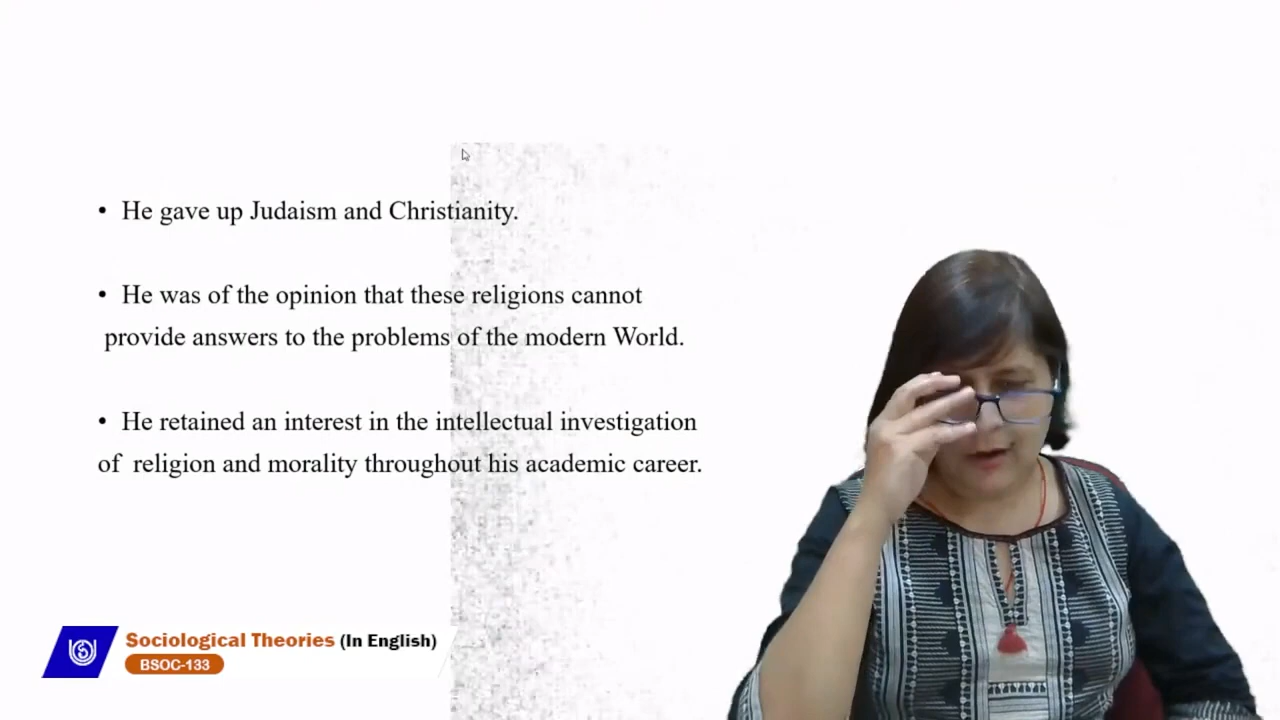 • He gave up Judaism and Christianity.
• He was of the opinion that these religions cannot
provide answers to the problems of the modern World.
• He retained an interest in the intellectual investigation
of religion and morality throughout his academic career.
Sociological Theories (In English)
BSOC-133